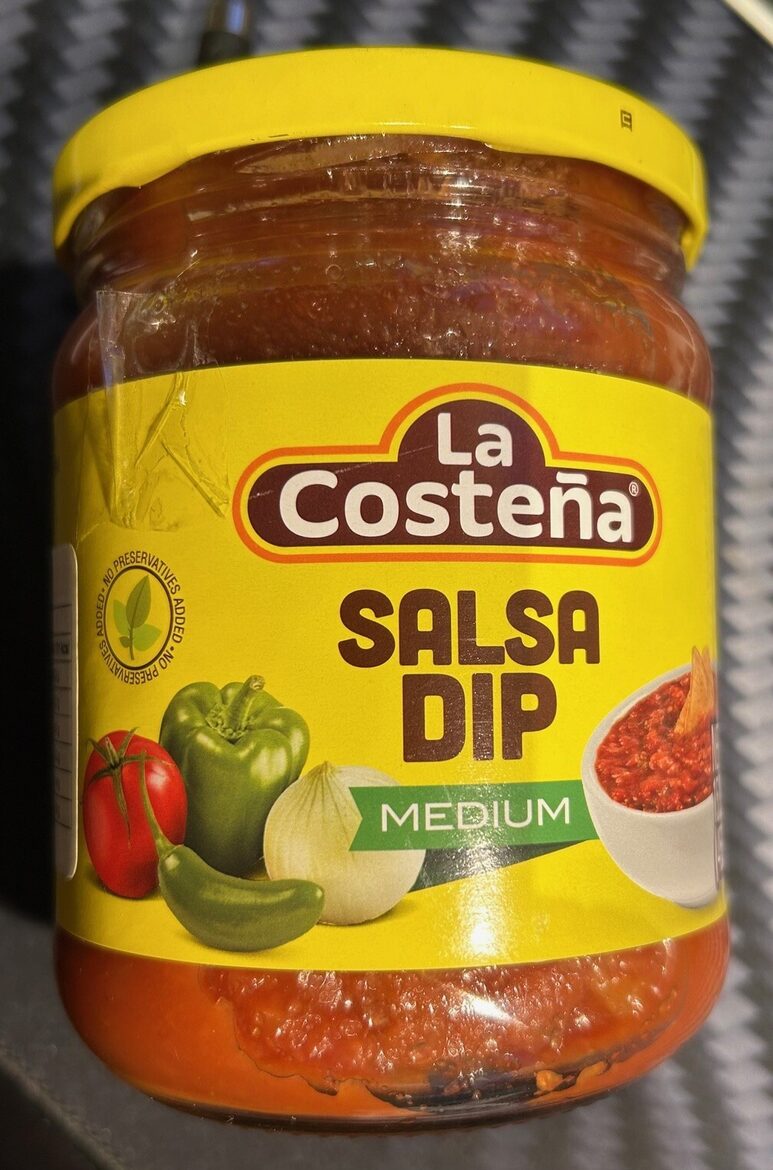 La
Costeña®
NO PRESERVATIVES ADDED • NO PRESERVATIVES ADDED •
SALSA
DIP
MEDIUM